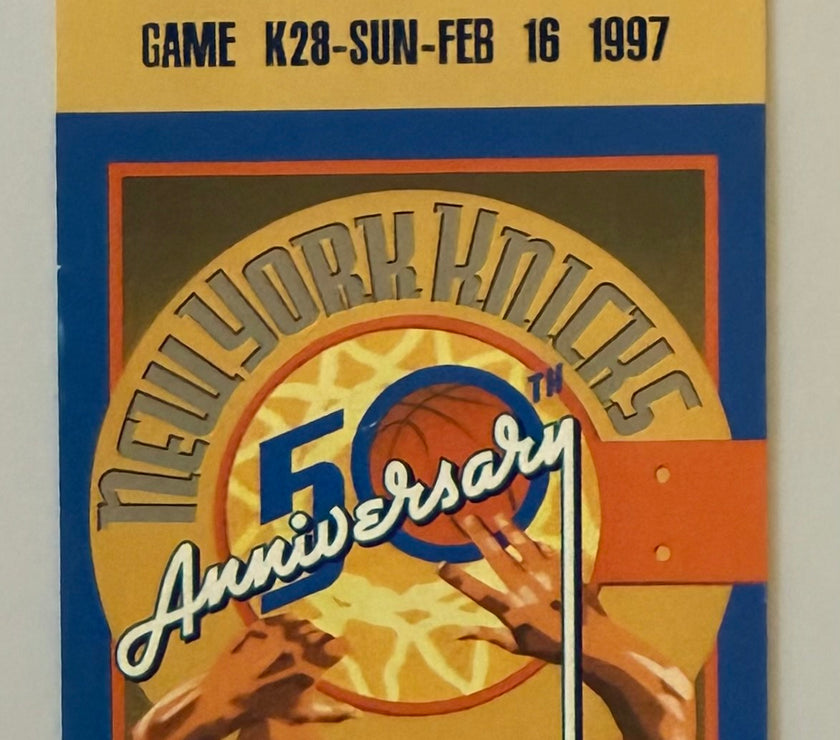 GAME K28-SUN-FEB 16 1997
NEW YORK KNICKS
50TH
Anniversary